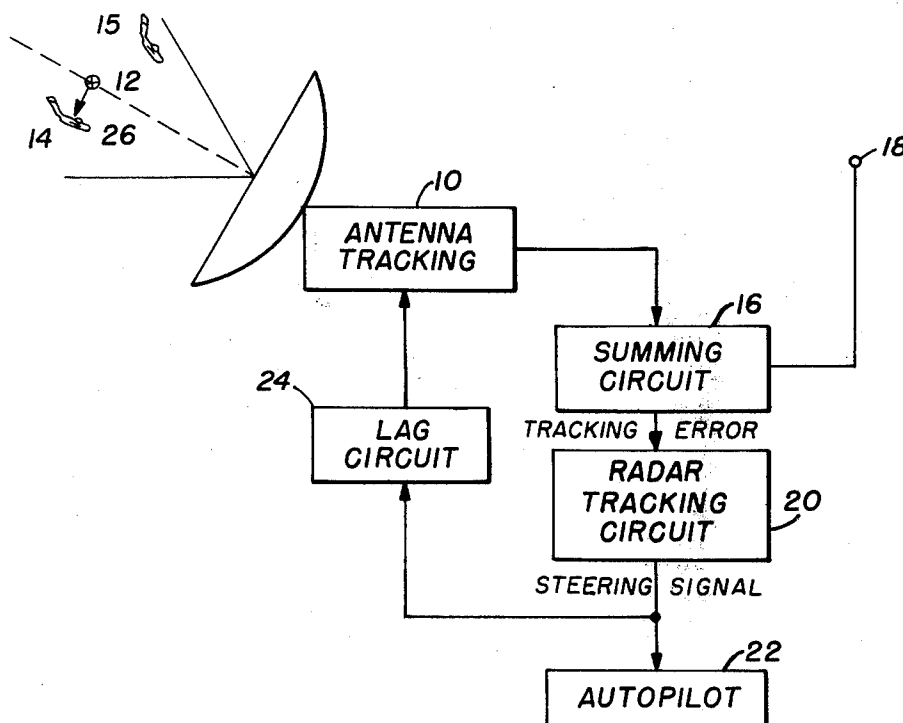 15
12
14
26
10
18
ANTENNA
TRACKING
16
SUMMING
CIRCUIT
24
LAG
CIRCUIT
TRACKING ERROR
RADAR
TRACKING
CIRCUIT
20
STEERING SIGNAL
22
AUTOPILOT